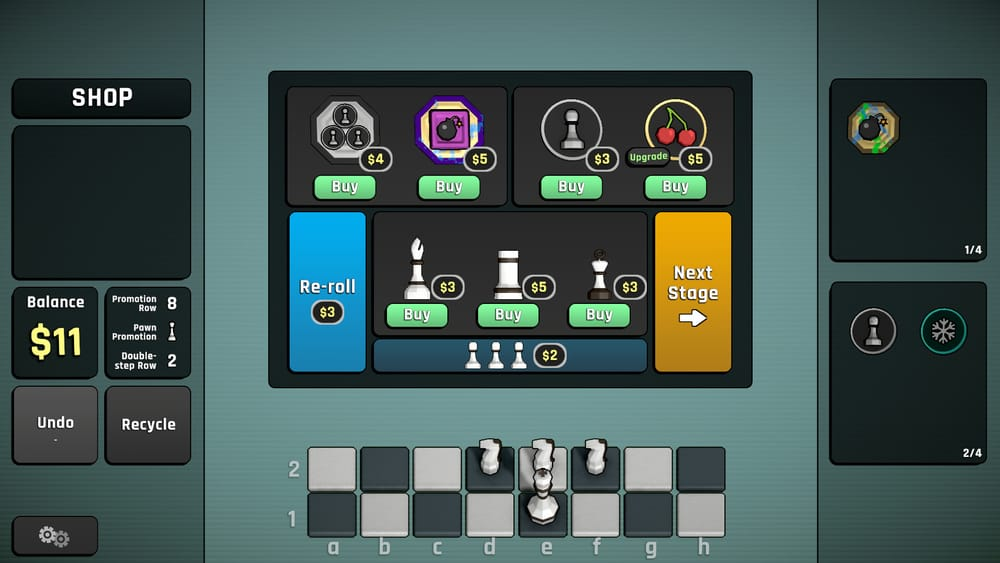 SHOP
$4
$5
$3
Upgrade
$5
Buy
Buy
Buy
Buy
1/4
Re-roll
$3
$3
$5
$3
Buy
Buy
Buy
Next
Stage
$2
Balance
$11
Promotion
Row
8
Pawn
Promotion
Double-
step Row
2
Undo
-
Recycle
2/4
2
1
a b c d e f g h